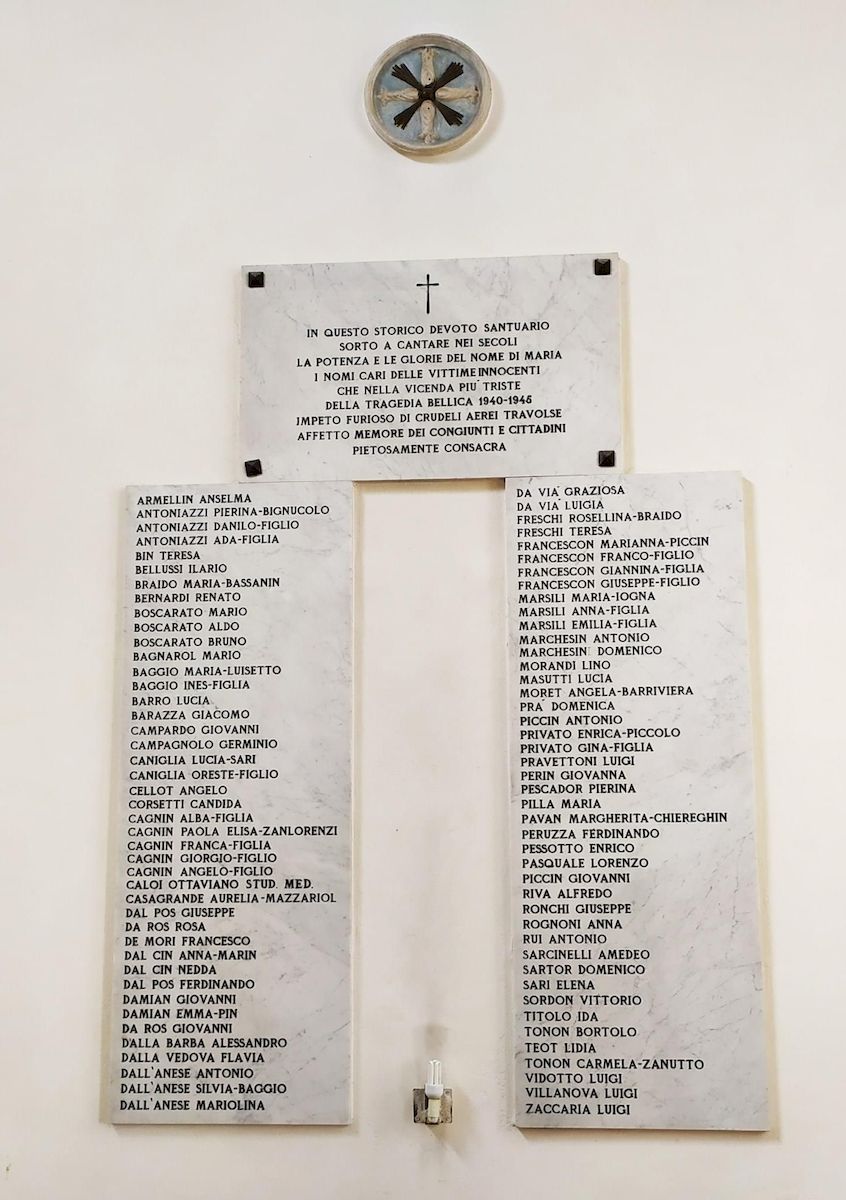 IN QUESTO STORICO DEVOTO SANTUARIO
SORTO A CANTARE NEI SECOLI
LA POTENZA E LE GLORIE DEL NOME DI MARIA
I NOMI CARI DELLE VITTIME INNOCENTI
CHE NELLA VICENDA PIU' TRISTE
DELLA TRAGEDIA BELLICA 1940-1945
IMPETO FURIOSO DI CRUDELI AEREI TRAVOLSE
AFFETTO MEMORE DEI CONGIUNTI E CITTADINI
PIETOSAMENTE CONSACRA
ARMELLIN ANSELMA
ANTONIAZZI PIERINA-BIGNUCOLO
ANTONIAZZI DANILO-FIGLIO
ANTONIAZZI ADA-FIGLIA
BIN TERESA
BELLUSSI ILARIO
BRAIDO MARIA-BASSANIN
BERNARDI RENATO
BOSCARATO MARIO
BOSCARATO ALDO
BOSCARATO BRUNO
BAGNAROL MARIO
BAGGIO MARIA-LUISETTO
BAGGIO INES-FIGLIA
BARRO LUCIA
BARAZZA GIACOMO
CAMPARDO GIOVANNI
CAMPAGNOLO GERMINIO
CANIGLIA LUCIA-SARI
CANIGLIA ORESTE-FIGLIO
CELLOT ANGELO
CORSETTI CANDIDA
CAGNIN ALBA-FIGLIA
CAGNIN PAOLA ELISA-ZANLORENZI
CAGNIN FRANCA-FIGLIA
CAGNIN GIORGIO-FIGLIO
CAGNIN ANGELO-FIGLIO
CALOI OTTAVIANO STUD. MED.
CASAGRANDE AURELIA-MAZZARIOL
DAL POS GIUSEPPE
DA ROS ROSA
DE MORI FRANCESCO
DAL CIN ANNA-MARIN
DAL CIN NEDDA
DAL POS FERDINANDO
DAMIAN GIOVANNI
DAMIAN EMMA-PIN
DA ROS GIOVANNI
DALLA BARBA ALESSANDRO
DALLA VEDOVA FLAVIA
DALL'ANESE ANTONIO
DALL'ANESE SILVIA-BAGGIO
DALL'ANESE MARIOLINA
DA VIA' GRAZIOSA
DA VIA' LUIGIA
FRESCHI ROSELLINA-BRAIDO
FRESCHI TERESA
FRANCESCON MARIANNA-PICCIN
FRANCESCON FRANCO-FIGLIO
FRANCESCON GIANNINA-FIGLIA
FRANCESCON GIUSEPPE-FIGLIO
MARSILI MARIA-IOGNA
MARSILI ANNA-FIGLIA
MARSILI EMILIA-FIGLIA
MARCHESIN ANTONIO
MARCHESIN DOMENICO
MORANDI LINO
MASUTTI LUCIA
MORET ANGELA-BARRIVIERA
PRA' DOMENICA
PICCIN ANTONIO
PRIVATO ENRICA-PICCOLO
PRIVATO GINA-FIGLIA
PRAVETTONI LUIGI
PERIN GIOVANNA
PESCADOR PIERINA
PILLA MARIA
PAVAN MARGHERITA-CHIEREGHIN
PERUZZA FERDINANDO
PESSOTTO ENRICO
PASQUALE LORENZO
PICCIN GIOVANNI
RIVA ALFREDO
RONCHI GIUSEPPE
ROGNONI ANNA
RUI ANTONIO
SARCINELLI AMEDEO
SARTOR DOMENICO
SARI ELENA
SORDON VITTORIO
TITOLO IDA
TONON BORTOLO
TEOT LIDIA
TONON CARMELA-ZANUTTO
VIDOTTO LUIGI
VILLANOVA LUIGI
ZACCARIA LUIGI